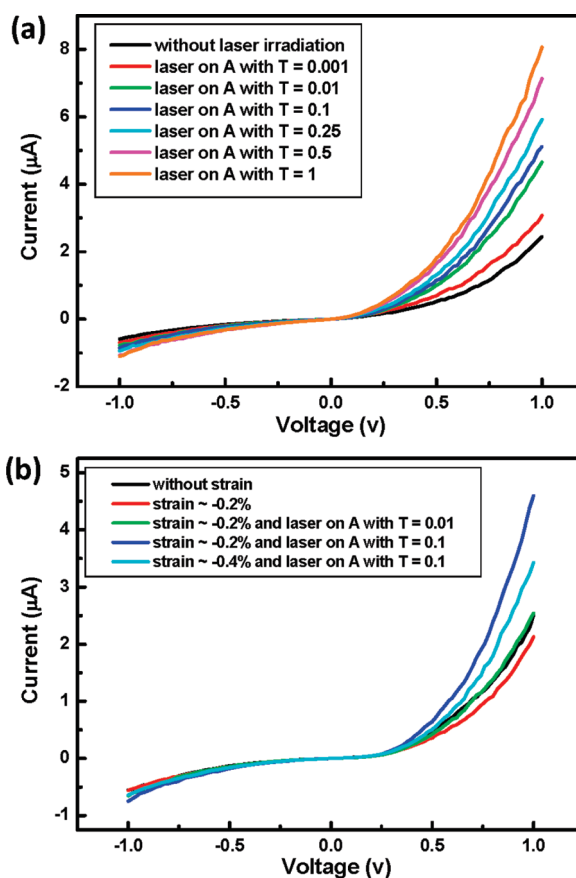 (a)
without laser irradiation
laser on A with T = 0.001
laser on A with T = 0.01
laser on A with T = 0.1
laser on A with T = 0.25
laser on A with T = 0.5
laser on A with T = 1
8
6
4
2
0
-2
Current (μA)
-1.0 -0.5 0.0 0.5 1.0
Voltage (v)
(b)
without strain
strain ~ -0.2%
strain ~ -0.2% and laser on A with T = 0.01
strain ~ -0.2% and laser on A with T = 0.1
strain ~ -0.4% and laser on A with T = 0.1
5
4
3
2
1
0
-1
Current (μA)
-1.0 -0.5 0.0 0.5 1.0
Voltage (v)